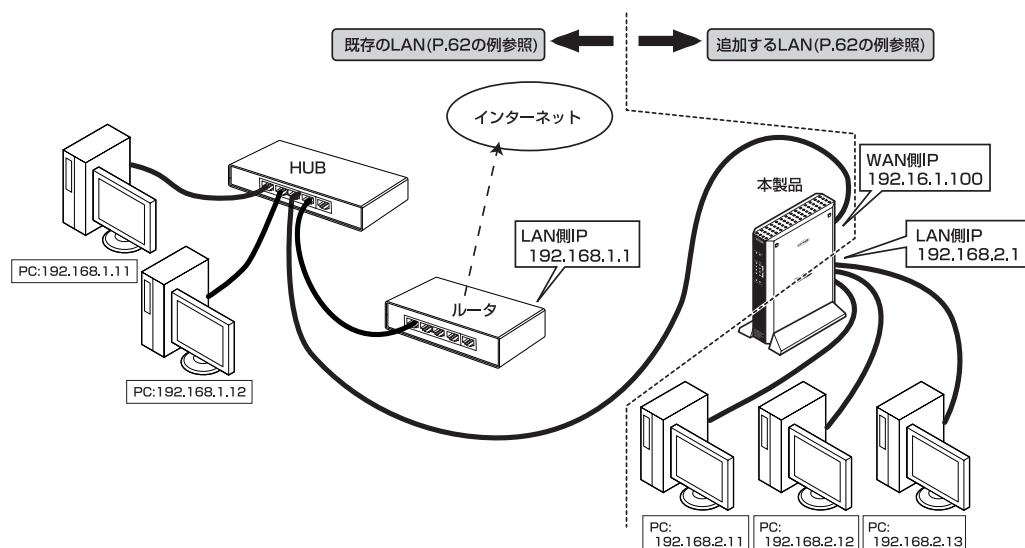 既存のLAN(P.62の例参照)
追加するLAN(P.62の例参照)
インターネット
HUB
WAN側IP
192.16.1.100
本製品
LAN側IP
192.168.1.1
LAN側IP
192.168.2.1
PC:192.168.1.11
ルータ
PC:192.168.1.12
PC:
192.168.2.11
PC:
192.168.2.12
PC:
192.168.2.13